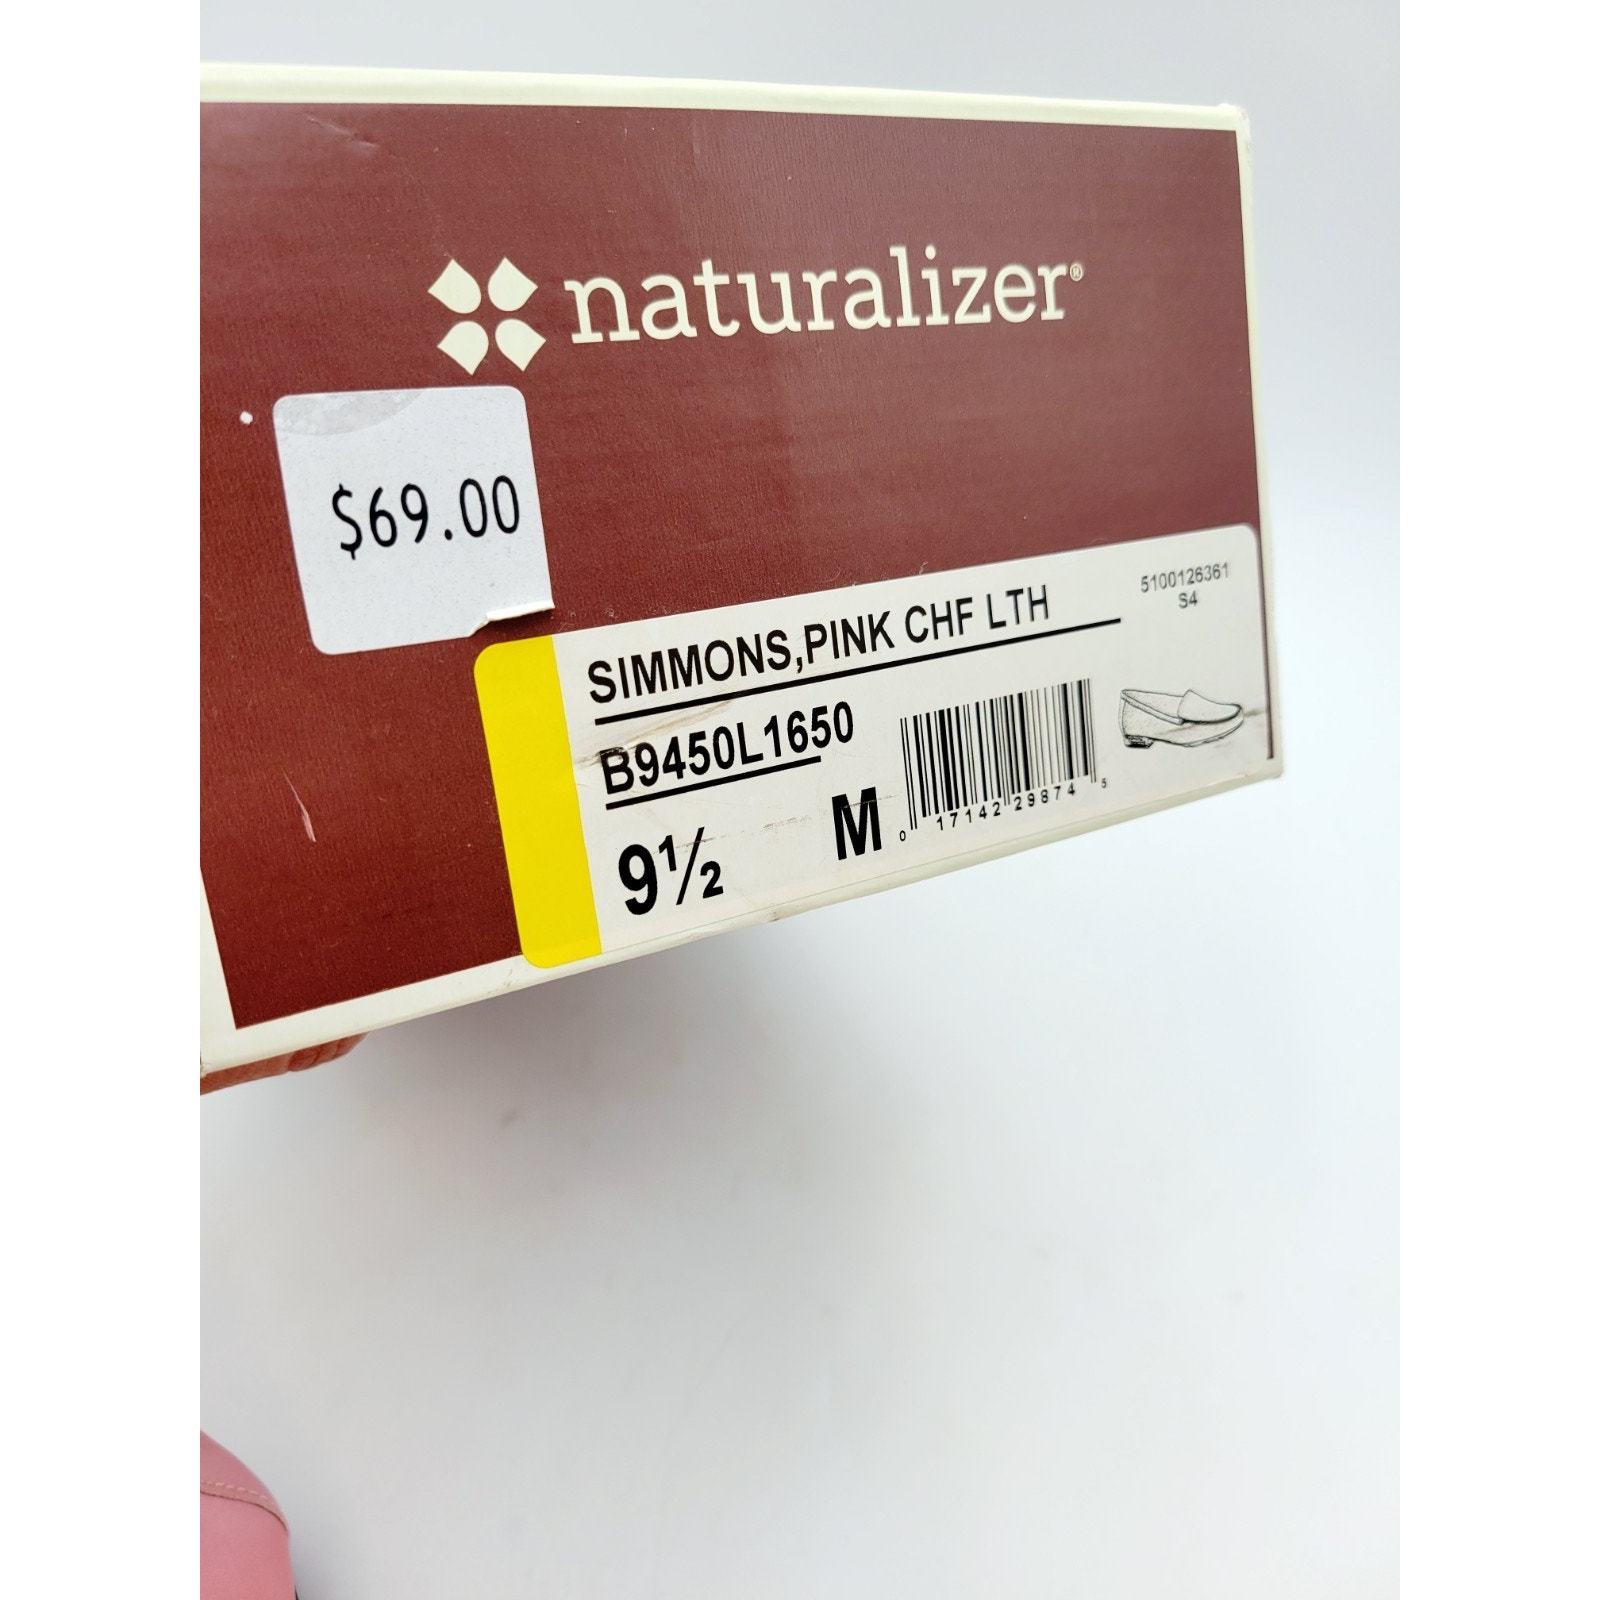 naturalizer®
$69.00
SIMMONS,PINK CHF LTH
5100126361
S4
B9450L1650
9½ M
0 17142 29874 5